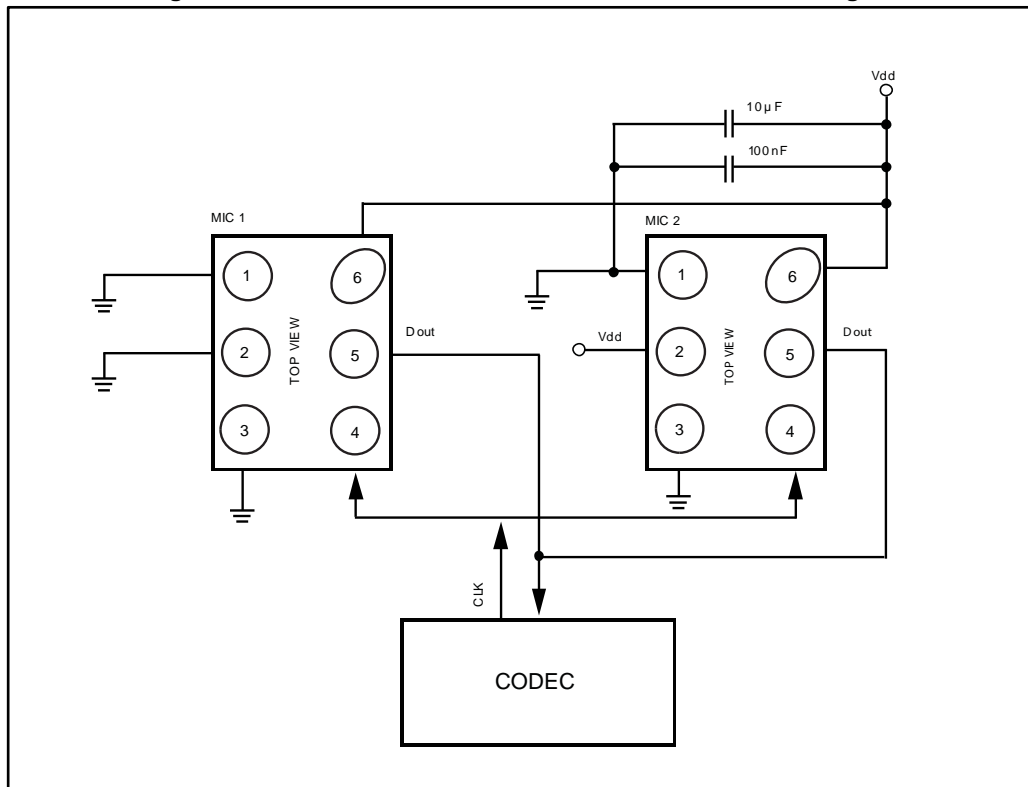 Vdd
10µF
100nF
MIC 1
MIC 2
1
6
2
5
3
4
TOP VIEW
Dout
1
6
Vdd
2
5
3
4
TOP VIEW
Dout
CLK
CODEC